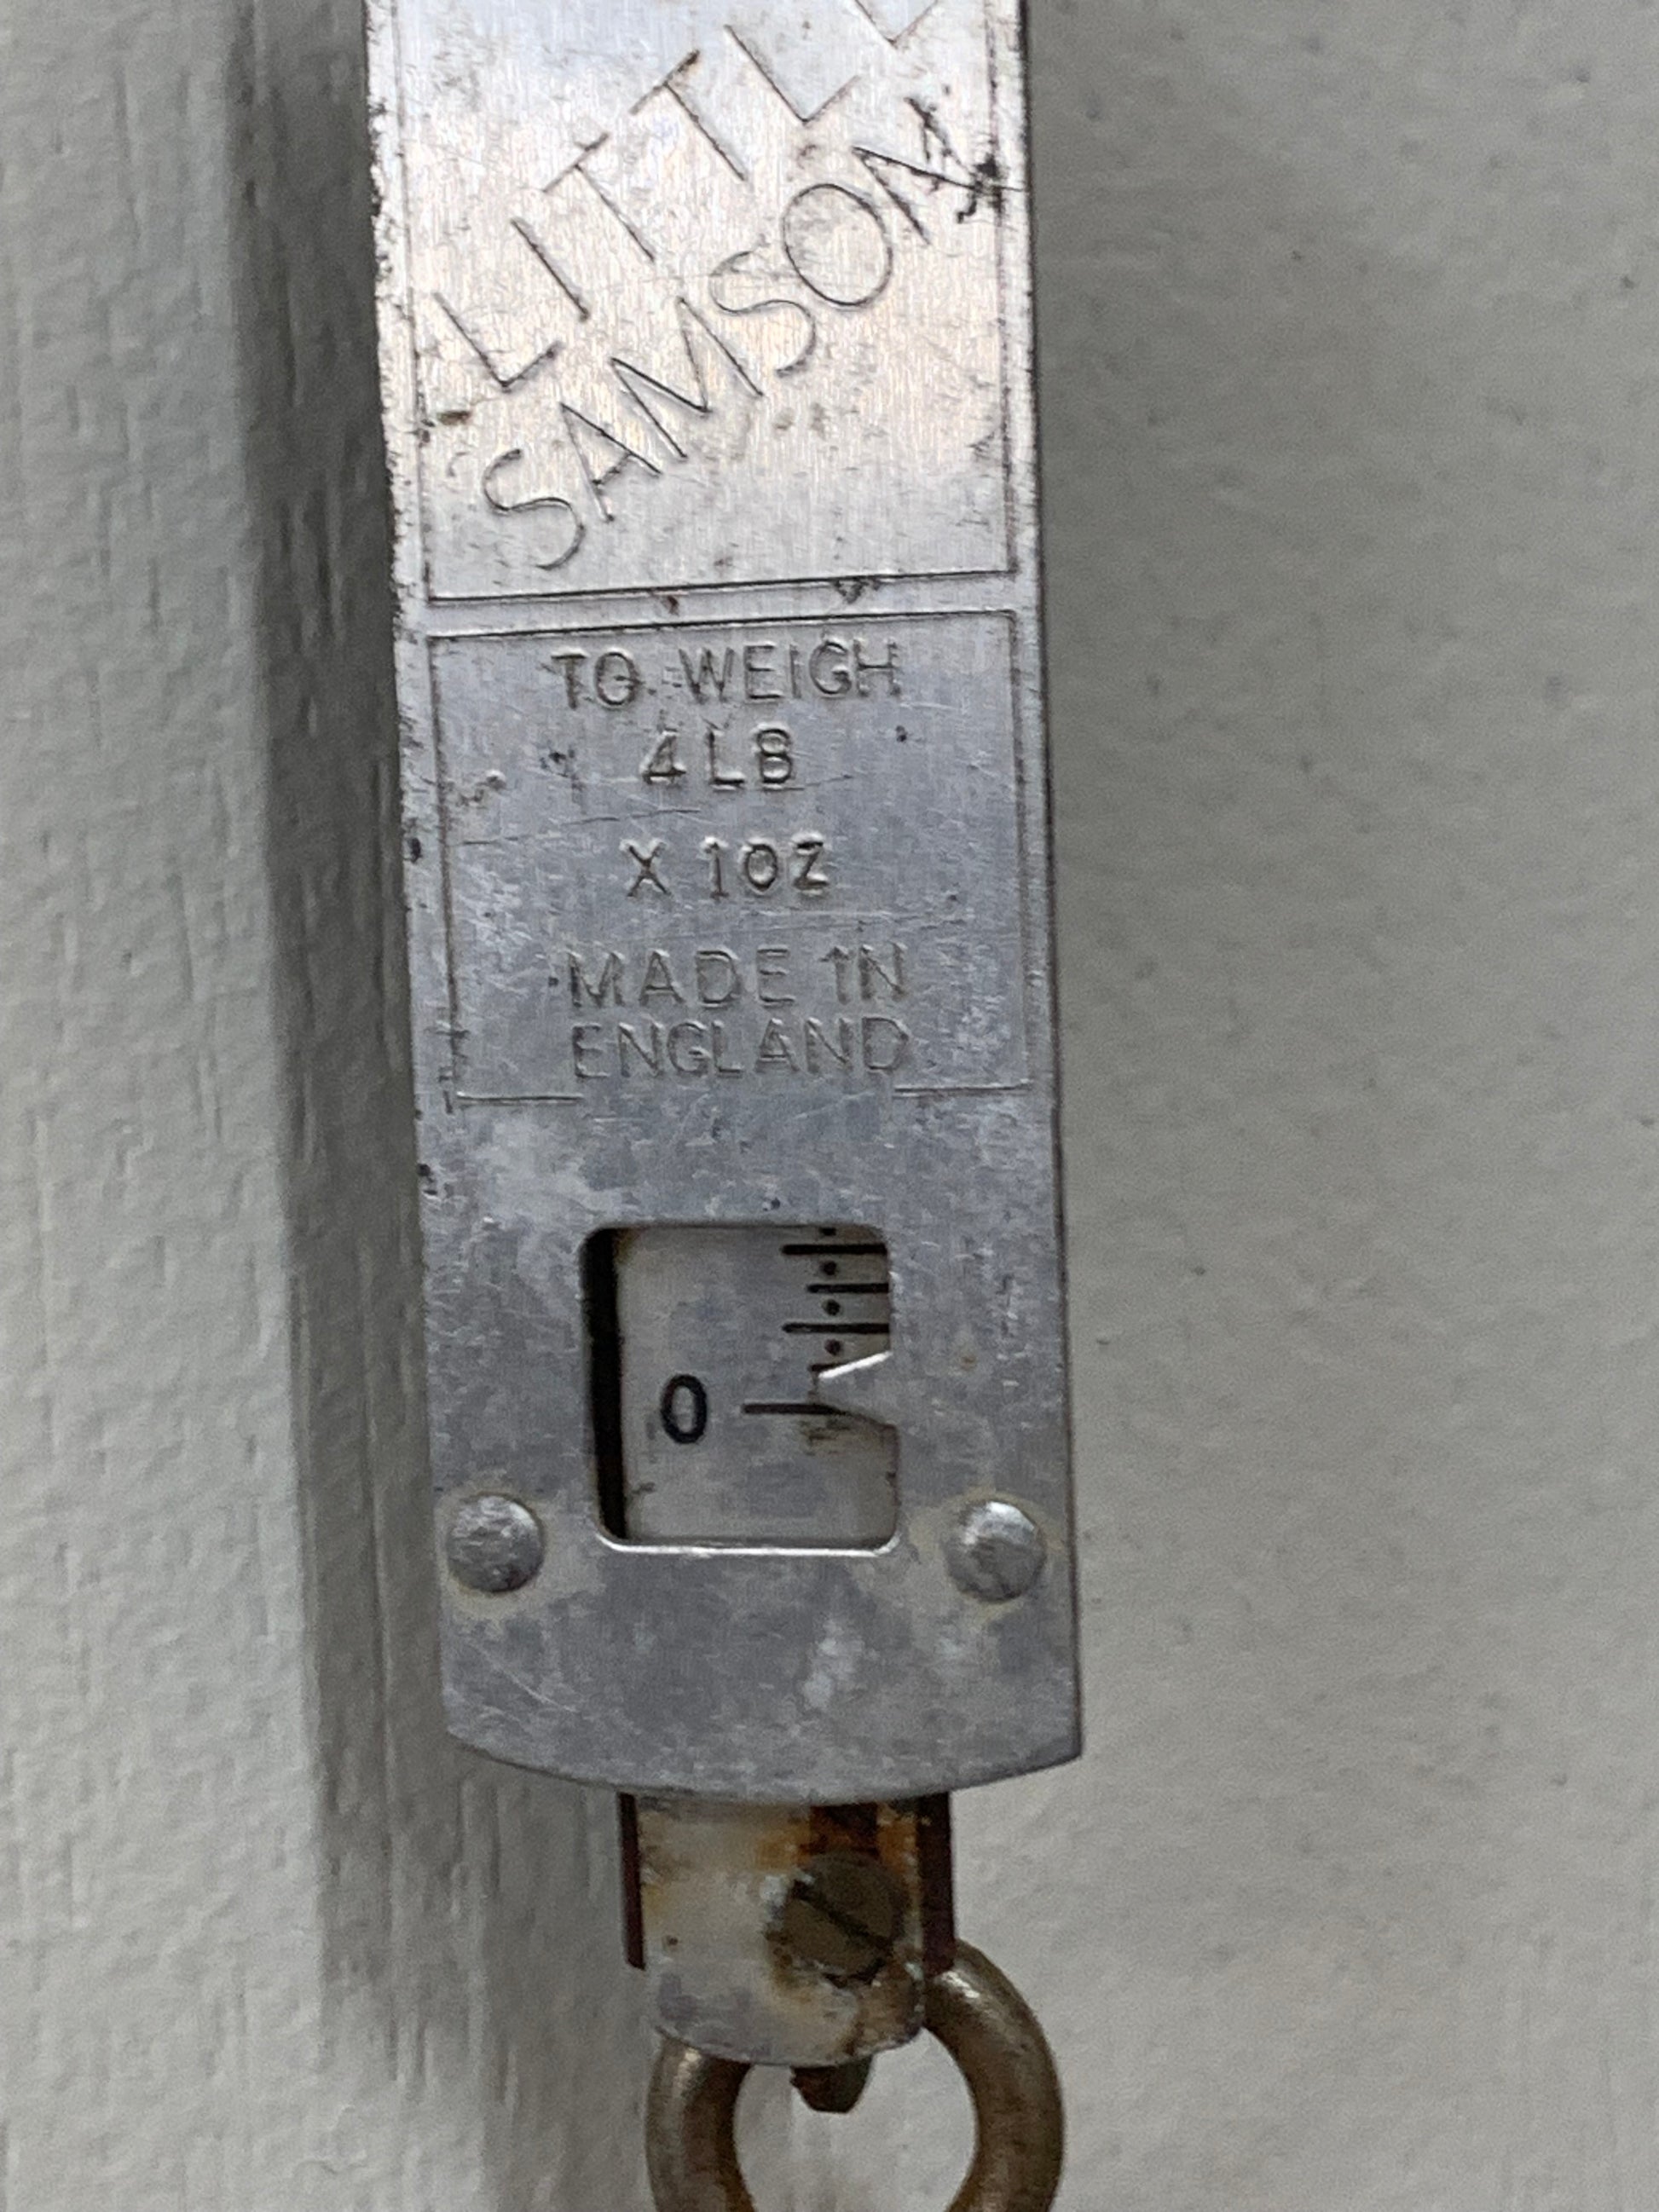 LITTLE
SAMSON
TO WEIGH
4LB
X 1OZ
MADE IN
ENGLAND
0